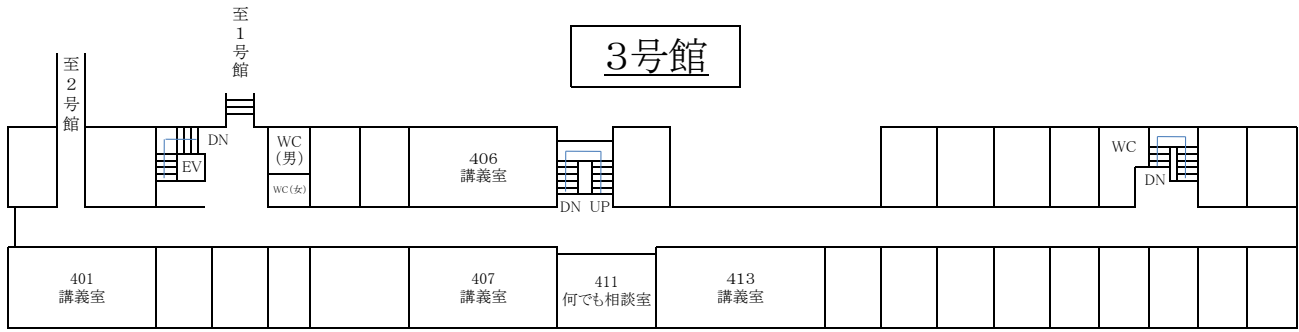 至1号館
３号館
至２号館
DN
EV
WC
(男)
WC(女)
406
講義室
DN UP
WC
DN
401
講義室
407
講義室
411
何でも相談室
413
講義室